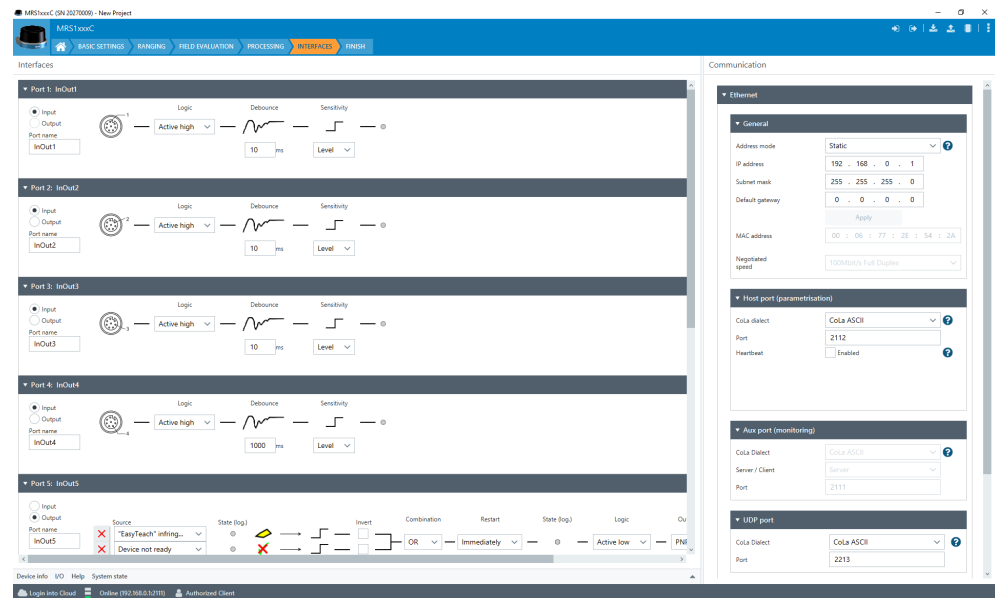 MRS1xxxC (SN 20270009) - New Project
MRS1xxxC
BASIC SETTINGS RANGING FIELD EVALUATION PROCESSING INTERFACES FINISH
Interfaces
Port 1: InOut1
Input
Output
Port name
InOut1
1
Logic
Active high
Debounce
10 ms
Sensitivity
Level
Port 2: InOut2
Input
Output
Port name
InOut2
2
Logic
Active high
Debounce
10 ms
Sensitivity
Level
Port 3: InOut3
Input
Output
Port name
InOut3
3
Logic
Active high
Debounce
10 ms
Sensitivity
Level
Port 4: InOut4
Input
Output
Port name
InOut4
4
Logic
Active high
Debounce
1000 ms
Sensitivity
Level
Port 5: InOut5
Input
Output
Port name
InOut5
Source State (log.) Invert Combination Restart State (log.) Logic Ou
"EasyTeach" infring...
Device not ready
OR Immediately Active low PNP
Communication
Ethernet
General
Address mode Static
IP address 192 . 168 . 0 . 1
Subnet mask 255 . 255 . 255 . 0
Default gateway 0 . 0 . 0 . 0
Apply
MAC address 00 : 06 : 77 : 2E : 54 : 2A
Negotiated
speed
100Mbit/s Full Duplex
Host port (parametrisation)
CoLa dialect CoLa ASCII
Port 2112
Heartbeat Enabled
Aux port (monitoring)
CoLa Dialect CoLa ASCII
Server / Client Server
Port 2111
UDP port
CoLa Dialect CoLa ASCII
Port 2213
Device info I/O Help System state
Login into Cloud Online (192.168.0.1:2111) Authorized Client